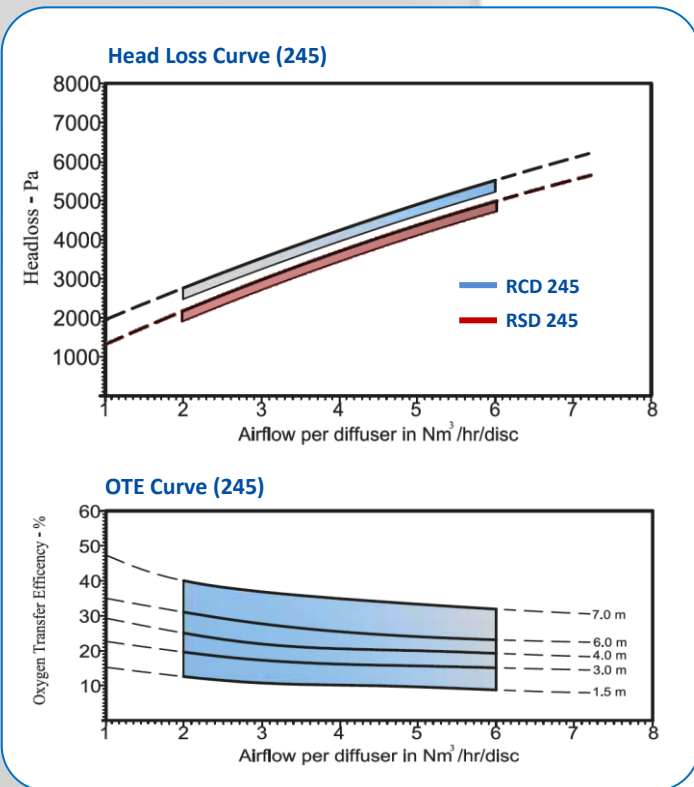 Head Loss Curve (245)
8000
7000
6000
5000
4000
3000
2000
1000
Headloss - Pa
RCD 245
RSD 245
1 2 3 4 5 6 7 8
Airflow per diffuser in Nm³/hr/disc
OTE Curve (245)
60
50
40
30
20
10
Oxygen Transfer Efficency - %
7.0 m
6.0 m
4.0 m
3.0 m
1.5 m
1 2 3 4 5 6 7 8
Airflow per diffuser in Nm³/hr/disc